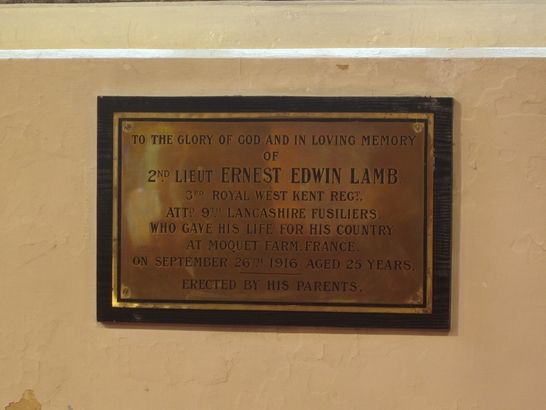 TO THE GLORY OF GOD AND IN LOVING MEMORY
OF
2ND LIEUT ERNEST EDWIN LAMB.
3RD ROYAL WEST KENT REGT.
ATTD 9TH LANCASHIRE FUSILIERS.
WHO GAVE HIS LIFE FOR HIS COUNTRY
AT MOQUET FARM, FRANCE.
ON SEPTEMBER 26TH 1916 AGED 25 YEARS.
ERECTED BY HIS PARENTS.